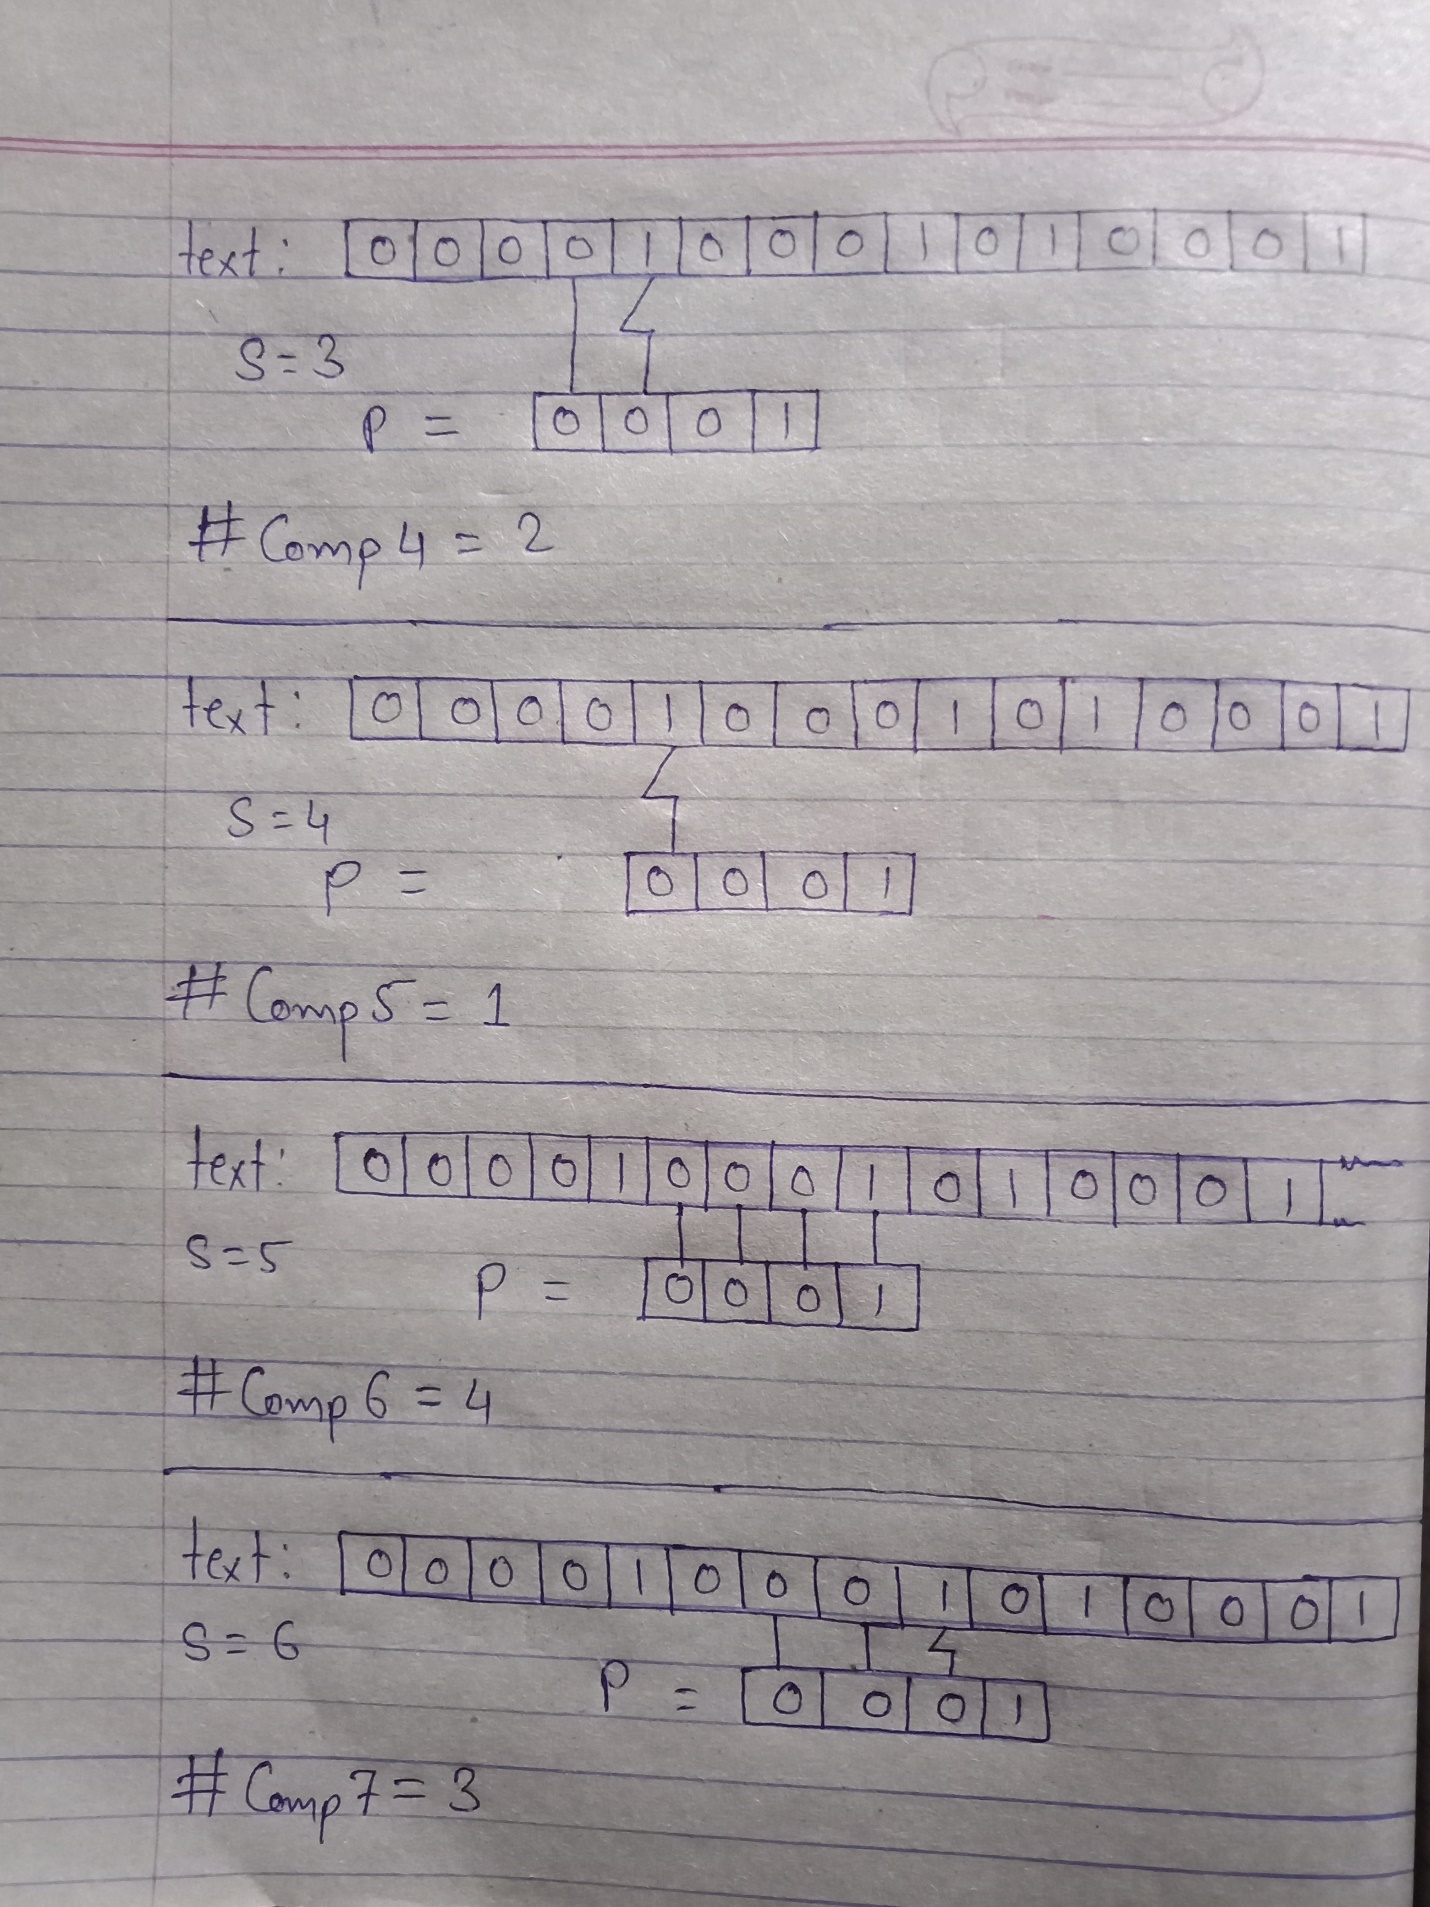 text: 0 0 0 0 1 0 0 0 1 0 1 0 0 0 1
S=3
P = 0 0 0 1
# Comp 4 = 2
text: 0 0 0 0 1 0 0 0 1 0 1 0 0 0 1
S=4
P = 0 0 0 1
# Comp 5 = 1
text: 0 0 0 0 1 0 0 0 1 0 1 0 0 0 1
S=5
P = 0 0 0 1
# Comp 6 = 4
text: 0 0 0 0 1 0 0 0 1 0 1 0 0 0 1
S=6
P = 0 0 0 1
# Comp 7 = 3